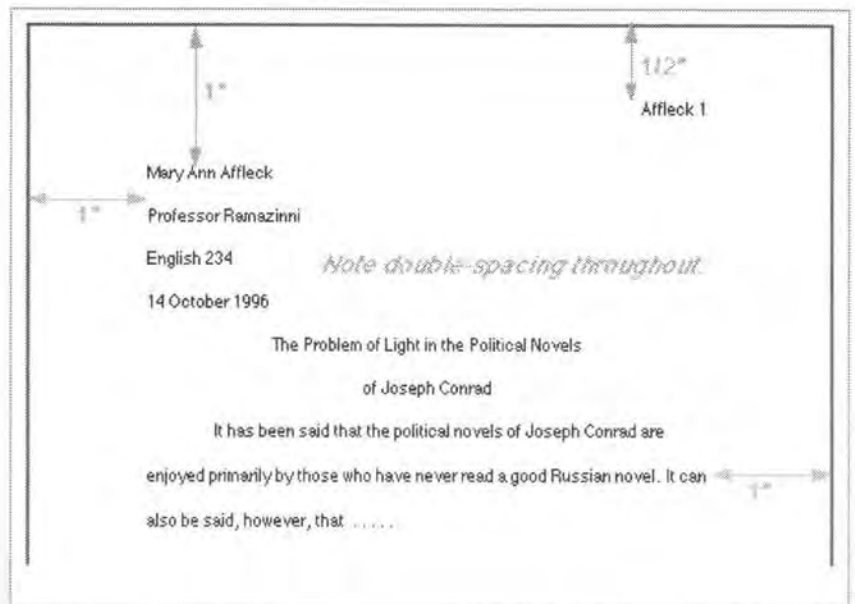 1"
1/2"
Affleck 1
Mary Ann Affleck
1"
Professor Ramazinni
English 234
Note double-spacing throughout.
14 October 1996
The Problem of Light in the Political Novels
of Joseph Conrad
It has been said that the political novels of Joseph Conrad are
enjoyed primarily by those who have never read a good Russian novel. It can
1"
also be said, however, that . . . . .